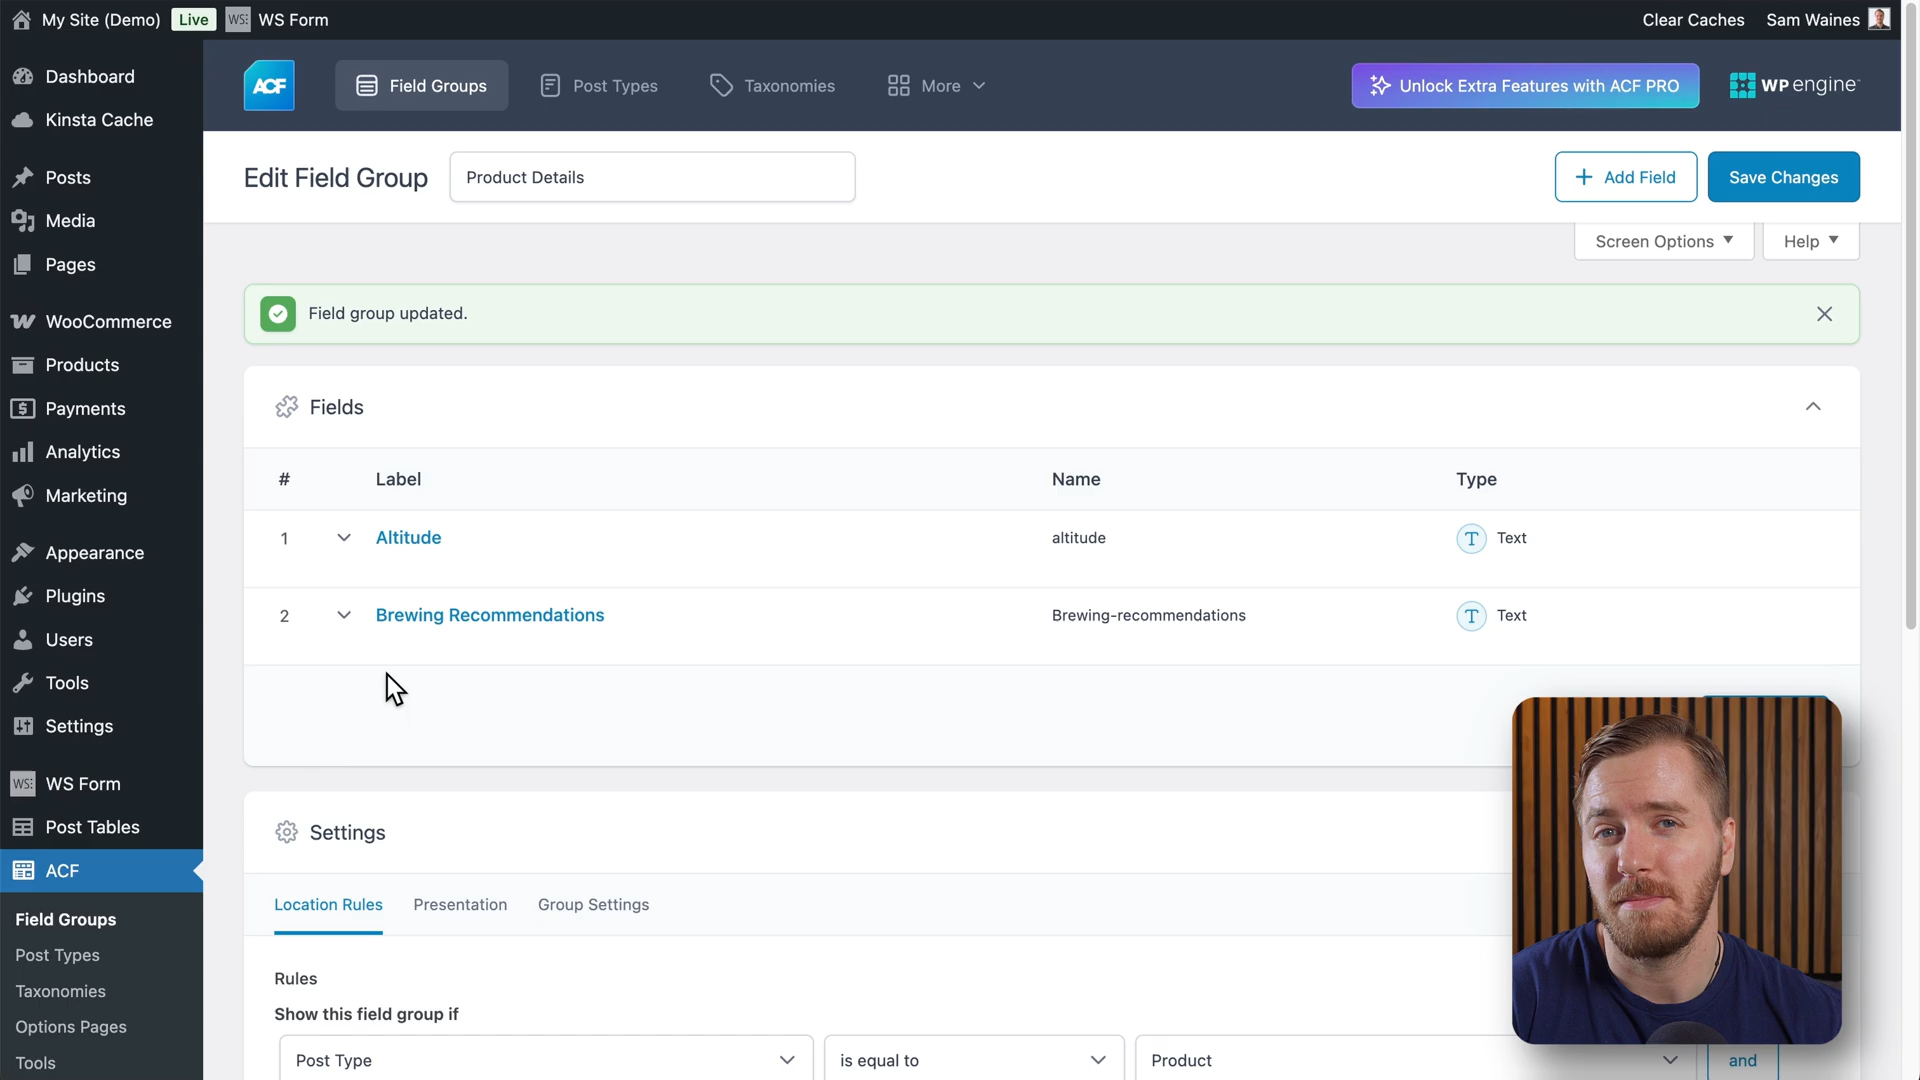 My Site (Demo) Live WS: WS Form Clear Caches Sam Waines
Dashboard
Kinsta Cache
Posts
Media
Pages
WooCommerce
Products
Payments
Analytics
Marketing
Appearance
Plugins
Users
Tools
Settings
WS: WS Form
Post Tables
ACF
Field Groups
Post Types
Taxonomies
Options Pages
Tools
ACF Field Groups Post Types Taxonomies More Unlock Extra Features with ACF PRO WP engine
Edit Field Group Product Details + Add Field Save Changes
Screen Options Help
Field group updated.
Fields
# Label Name Type
1 Altitude altitude T Text
2 Brewing Recommendations Brewing-recommendations T Text
Settings
Location Rules Presentation Group Settings
Rules
Show this field group if
Post Type is equal to Product and